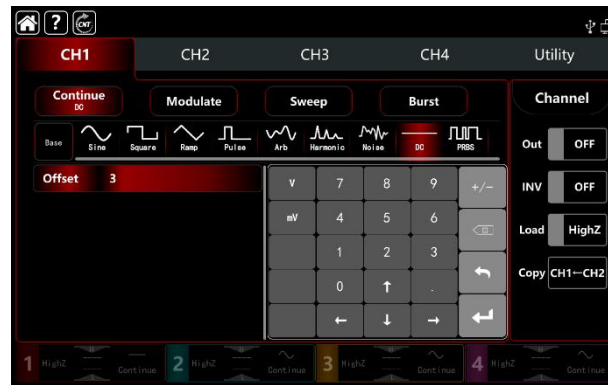 ? CNT
CH1 CH2 CH3 CH4 Utility
Continue
DC
Modulate Sweep Burst Channel
Base Sine Square Ramp Pulse Arb Harmonic Noise DC PRBS
Out OFF
Offset 3
V 7 8 9 +/-
INV OFF
mV 4 5 6
Load HighZ
1 2 3
Copy CH1←CH2
0 ↑ .
← ↓ →
1 HighZ Continue 2 HighZ Continue 3 HighZ Continue 4 HighZ Continue